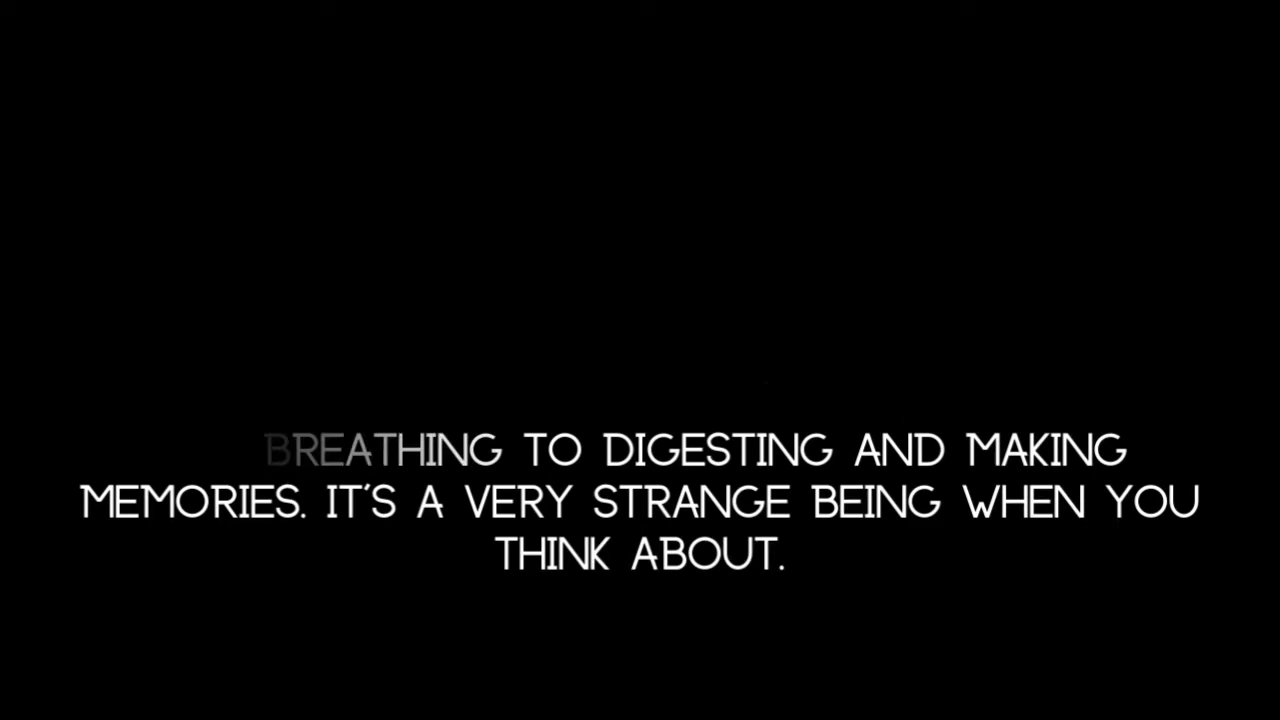 BREATHING TO DIGESTING AND MAKING
MEMORIES. IT'S A VERY STRANGE BEING WHEN YOU
THINK ABOUT.